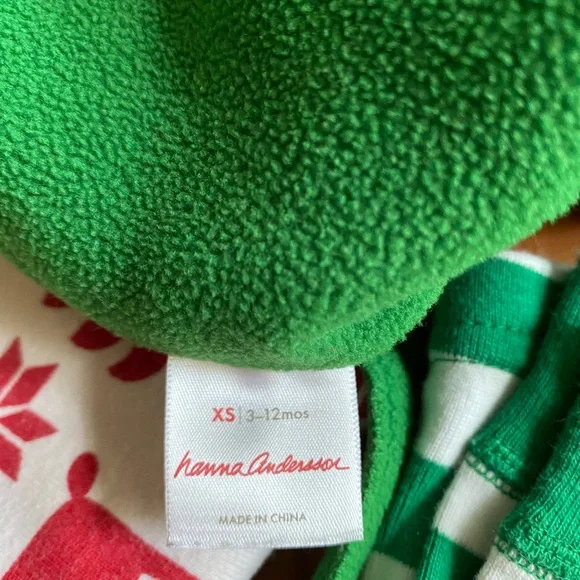 XS | 3–12mos
hanna Andersson
MADE IN CHINA